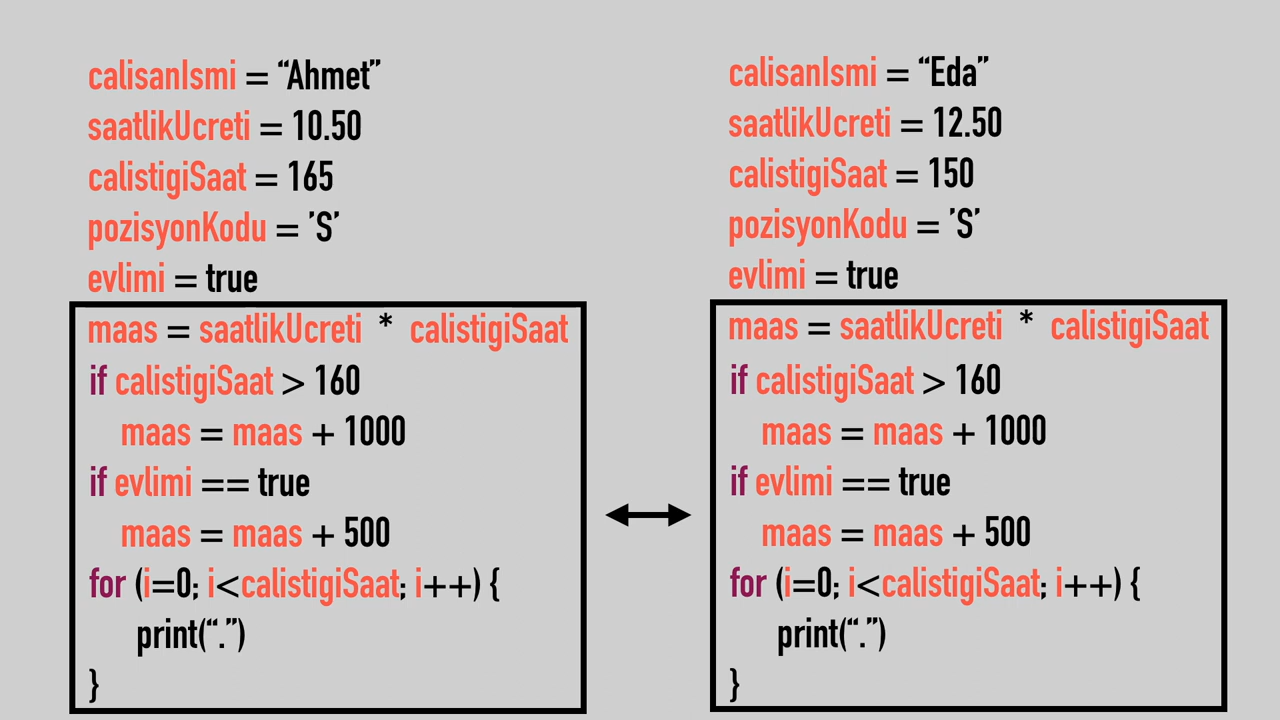 calisanIsmi = “Ahmet”
saatlikUcreti = 10.50
calistigiSaat = 165
pozisyonKodu = ’S’
evlimi = true
maas = saatlikUcreti * calistigiSaat
if calistigiSaat > 160
maas = maas + 1000
if evlimi == true
maas = maas + 500
for (i=0; i<calistigiSaat; i++) {
print(“.”)
}
calisanIsmi = “Eda”
saatlikUcreti = 12.50
calistigiSaat = 150
pozisyonKodu = ’S’
evlimi = true
maas = saatlikUcreti * calistigiSaat
if calistigiSaat > 160
maas = maas + 1000
if evlimi == true
maas = maas + 500
for (i=0; i<calistigiSaat; i++) {
print(“.”)
}